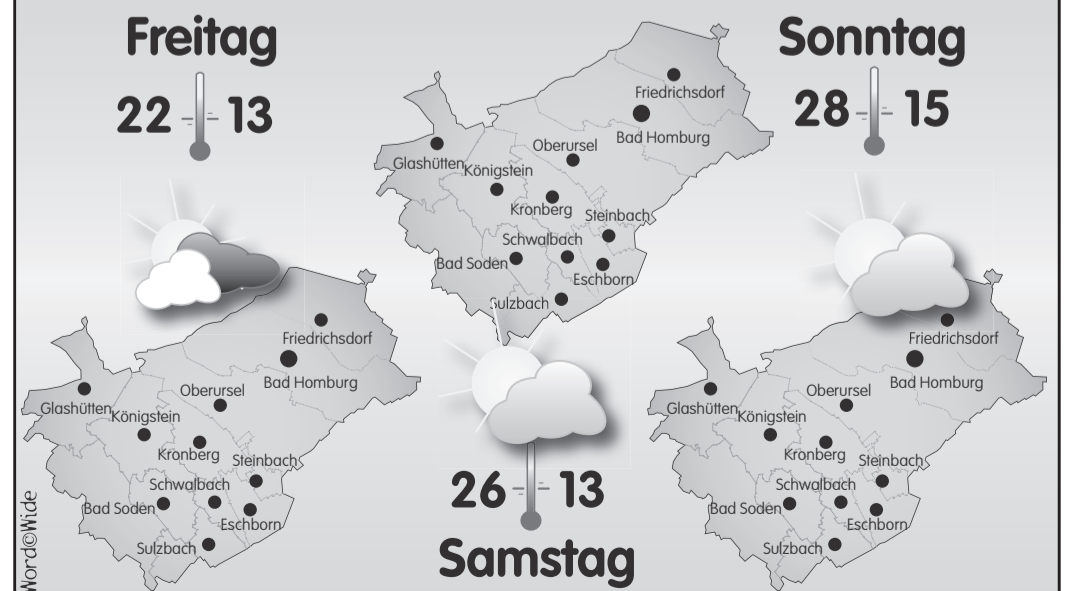 Freitag
22 13
Friedrichsdorf
Bad Homburg
Glashütten
Oberursel
Königstein
Kronberg
Steinbach
Schwalbach
Bad Soden
Eschborn
Sulzbach
Friedrichsdorf
Bad Homburg
Oberursel
Glashütten
Königstein
Kronberg
Steinbach
Schwalbach
Bad Soden
Eschborn
Sulzbach
26 13
Samstag
Sonntag
28 15
Friedrichsdorf
Bad Homburg
Glashütten
Oberursel
Königstein
Kronberg
Steinbach
Schwalbach
Bad Soden
Eschborn
Sulzbach
Word©Wide